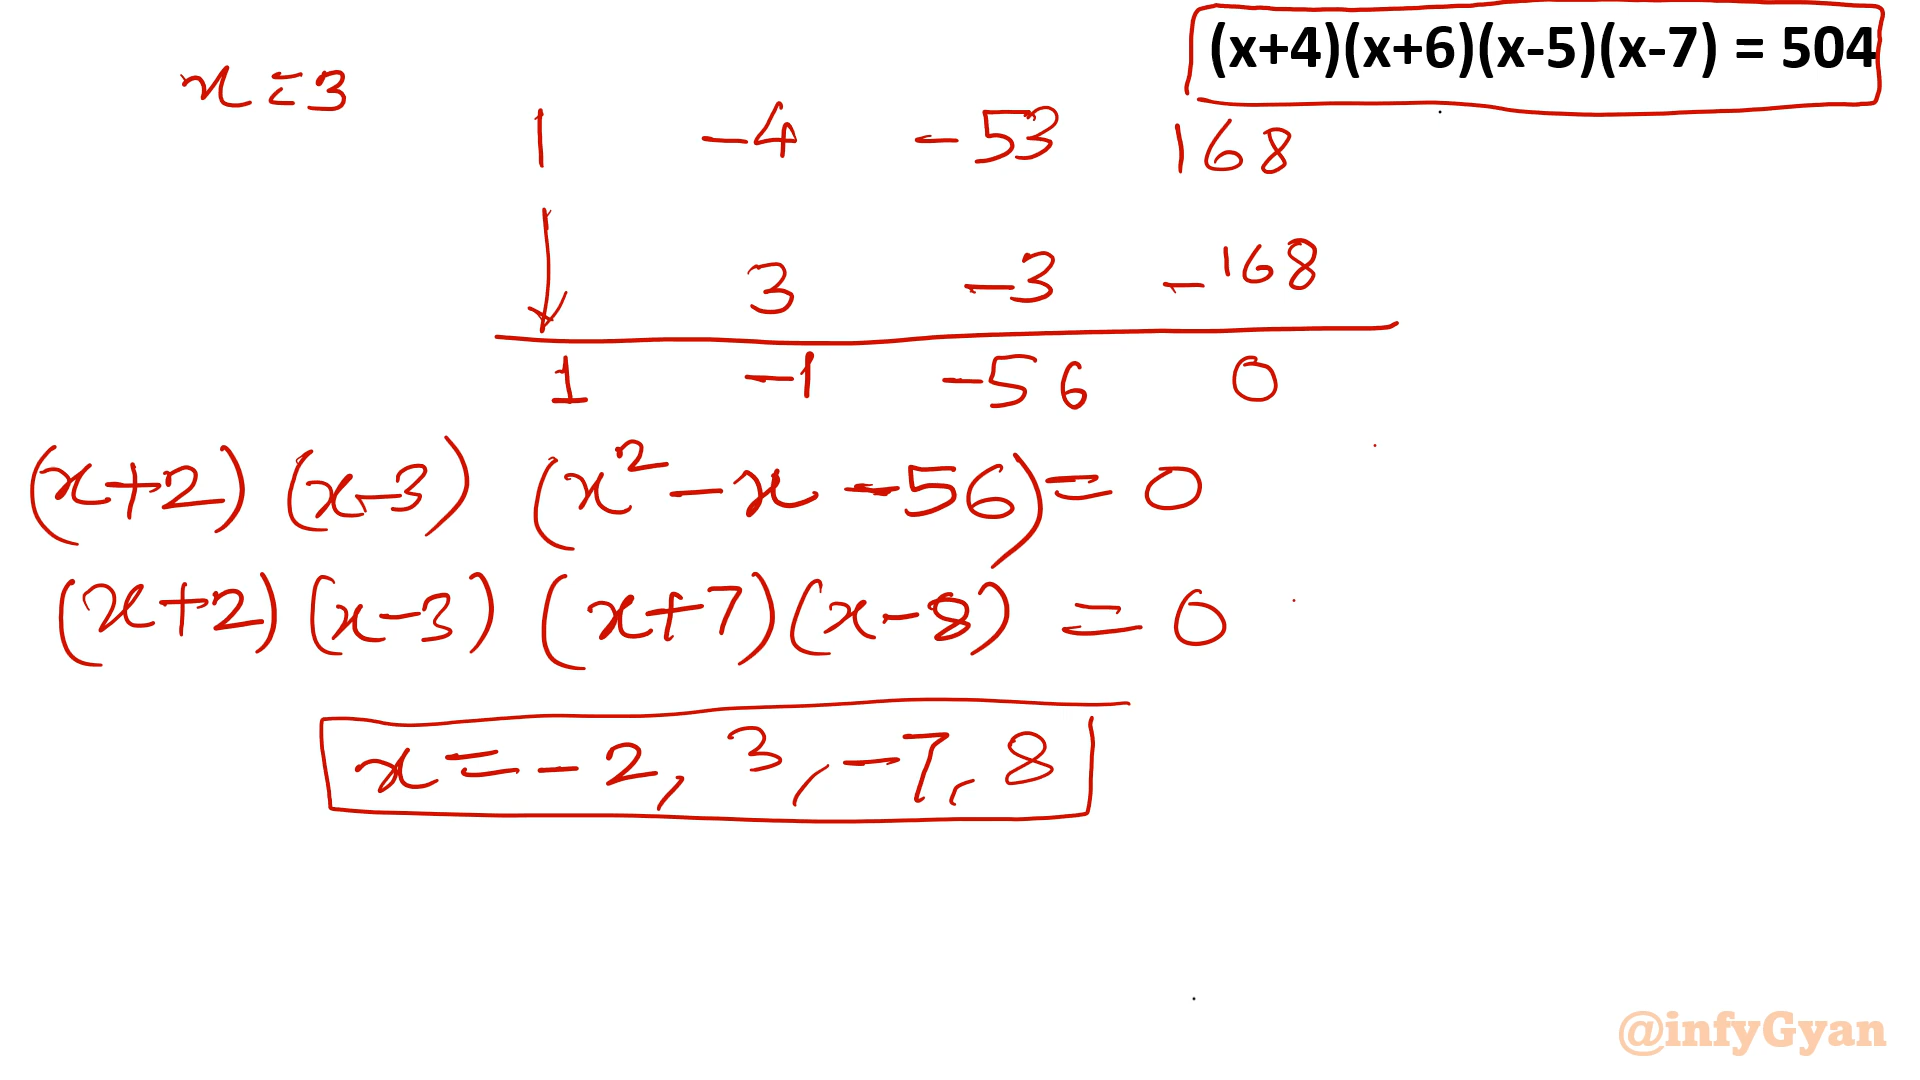 (x+4)(x+6)(x-5)(x-7) = 504
x = 3
1 -4 -53 168
3 -3 -168
1 -1 -56 0
(x+2) (x-3) (x² - x - 56) = 0
(x+2) (x-3) (x+7) (x-8) = 0
x = -2, 3, -7, 8
@infyGyan